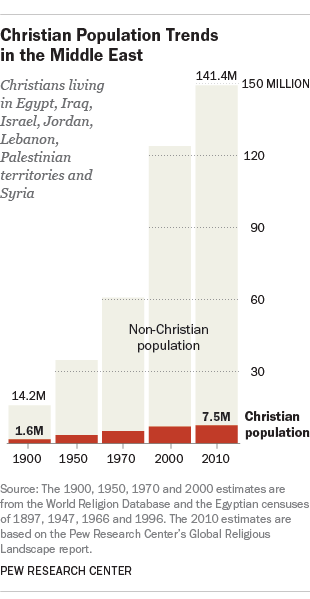 Christian Population Trends
in the Middle East
Christians living
in Egypt, Iraq,
Israel, Jordan,
Lebanon,
Palestinian
territories and
Syria
141.4M
150 MILLION
120
90
60
Non-Christian
population
30
14.2M
1.6M
7.5M
Christian
population
1900 1950 1970 2000 2010
Source: The 1900, 1950, 1970 and 2000 estimates are
from the World Religion Database and the Egyptian censuses
of 1897, 1947, 1966 and 1996. The 2010 estimates are
based on the Pew Research Center's Global Religious
Landscape report.
PEW RESEARCH CENTER